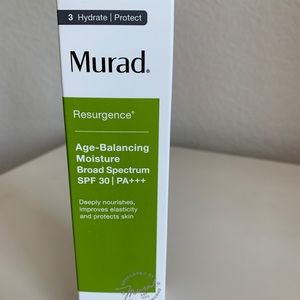 3 Hydrate | Protect
Murad.
Resurgence®
Age-Balancing
Moisture
Broad Spectrum
SPF 30 | PA+++
Deeply nourishes,
improves elasticity
and protects skin